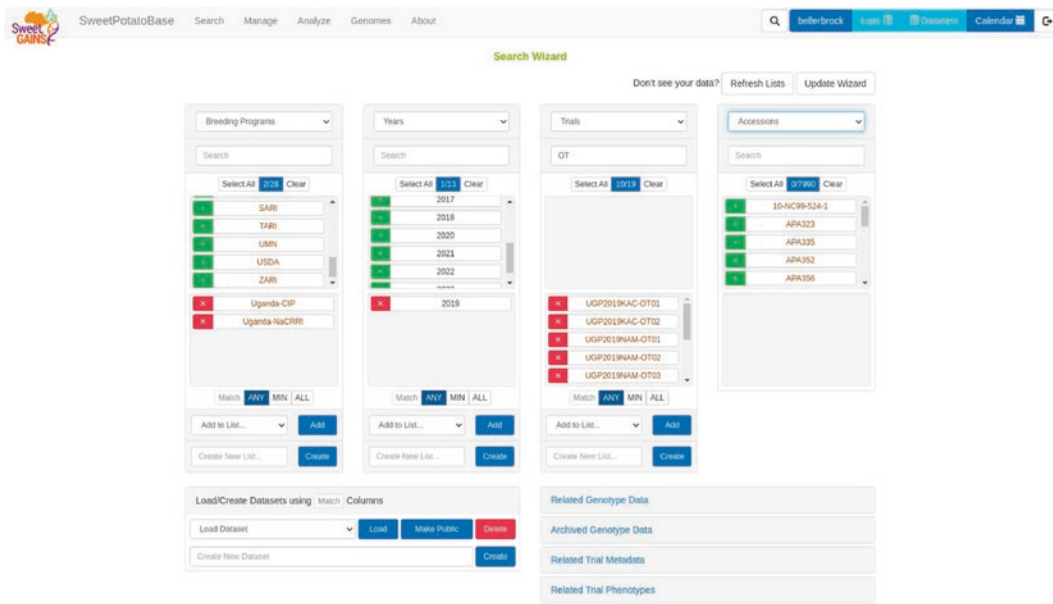 Sweet GAINS
SweetPotatoBase Search Manage Analyze Genomes About
bellerbrock Lists Datasets Calendar
Search Wizard
Don't see your data? Refresh Lists Update Wizard
Breeding Programs
Search
Select All 2/28 Clear
SARI
TARI
UMN
USDA
ZARI
Uganda-CIP
Uganda-NaCRRI
Match ANY MIN ALL
Add to List... Add
Create New List... Create
Years
Search
Select All 1/13 Clear
2017
2018
2020
2021
2022
2019
Match ANY MIN ALL
Add to List... Add
Create New List... Create
Trials
OT
Select All 10/19 Clear
UGP2019KAC-OT01
UGP2019KAC-OT02
UGP2019NAM-OT01
UGP2019NAM-OT02
UGP2019NAM-OT03
Match ANY MIN ALL
Add to List... Add
Create New List... Create
Accessions
Search
Select All 0/7990 Clear
10-NC99-524-1
APA323
APA335
APA352
APA356
Load/Create Datasets using Match Columns
Load Dataset Load Make Public Delete
Create New Dataset Create
Related Genotype Data
Archived Genotype Data
Related Trial Metadata
Related Trial Phenotypes